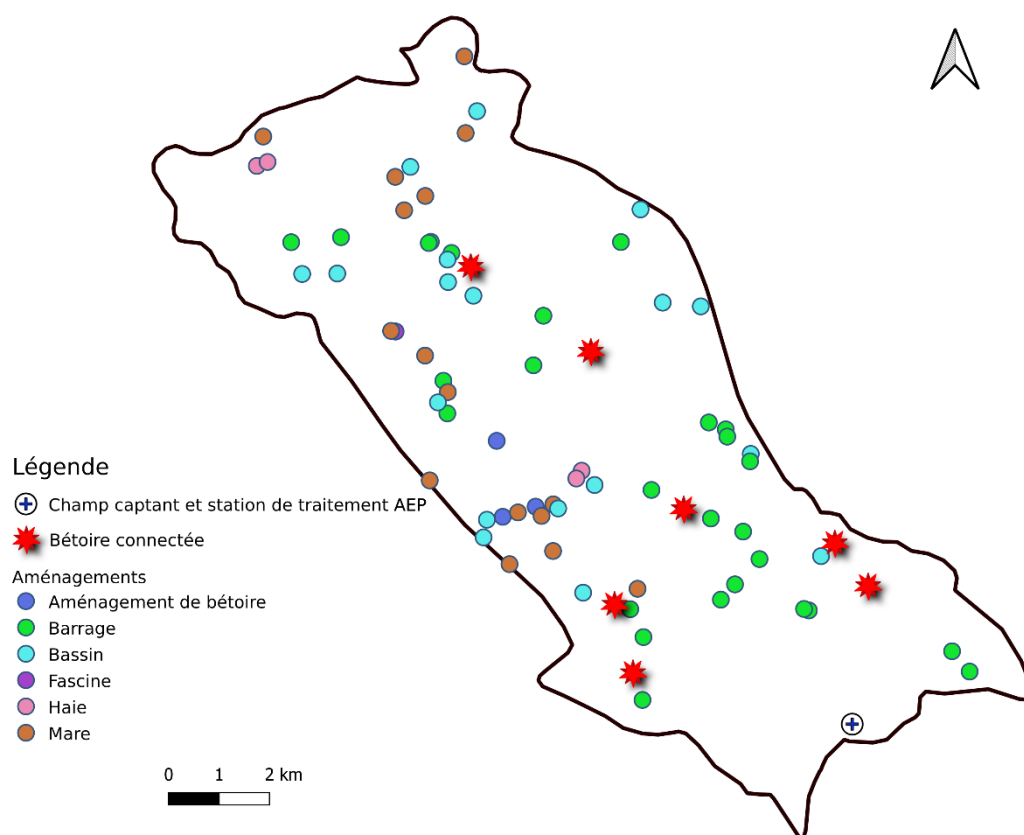 Légende
Champ captant et station de traitement AEP
Bétoire connectée
Aménagements
Aménagement de bétoire
Barrage
Bassin
Fascine
Haie
Mare
0 1 2 km